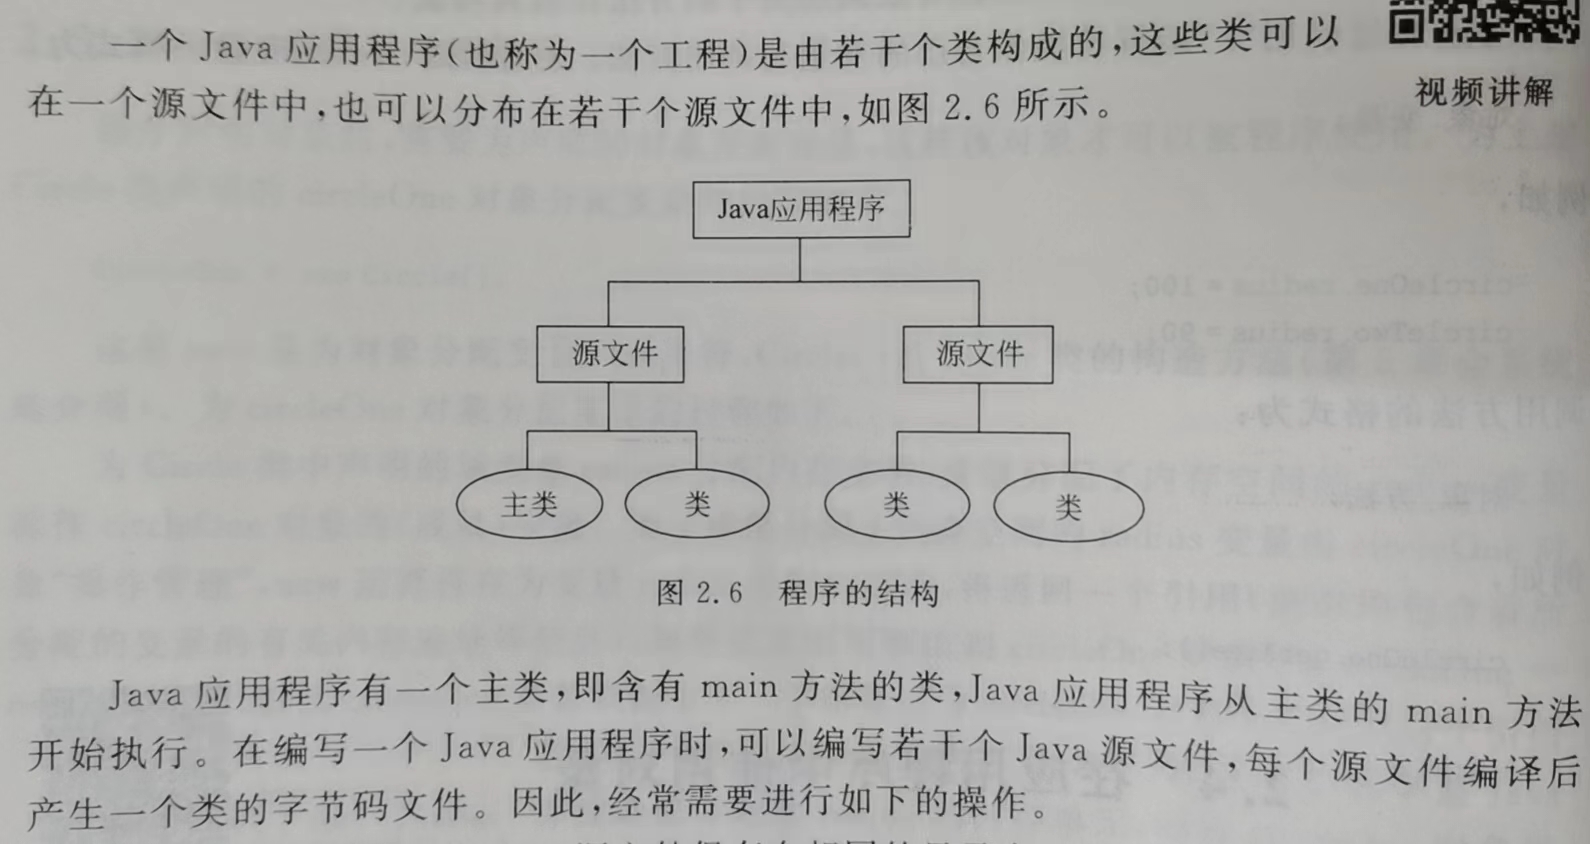 一个 Java 应用程序(也称为一个工程)是由若干个类构成的,这些类可以
在一个源文件中,也可以分布在若干个源文件中,如图 2.6 所示。
视频讲解
Java应用程序
源文件
源文件
主类
类
类
类
图 2.6 程序的结构
Java 应用程序有一个主类,即含有 main 方法的类,Java 应用程序从主类的 main 方法
开始执行。在编写一个 Java 应用程序时,可以编写若干个 Java 源文件,每个源文件编译后
产生一个类的字节码文件。因此,经常需要进行如下的操作。